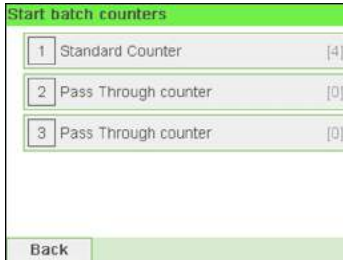 Start batch counters
1 Standard Counter [4]
2 Pass Through counter [0]
3 Pass Through counter [0]
Back